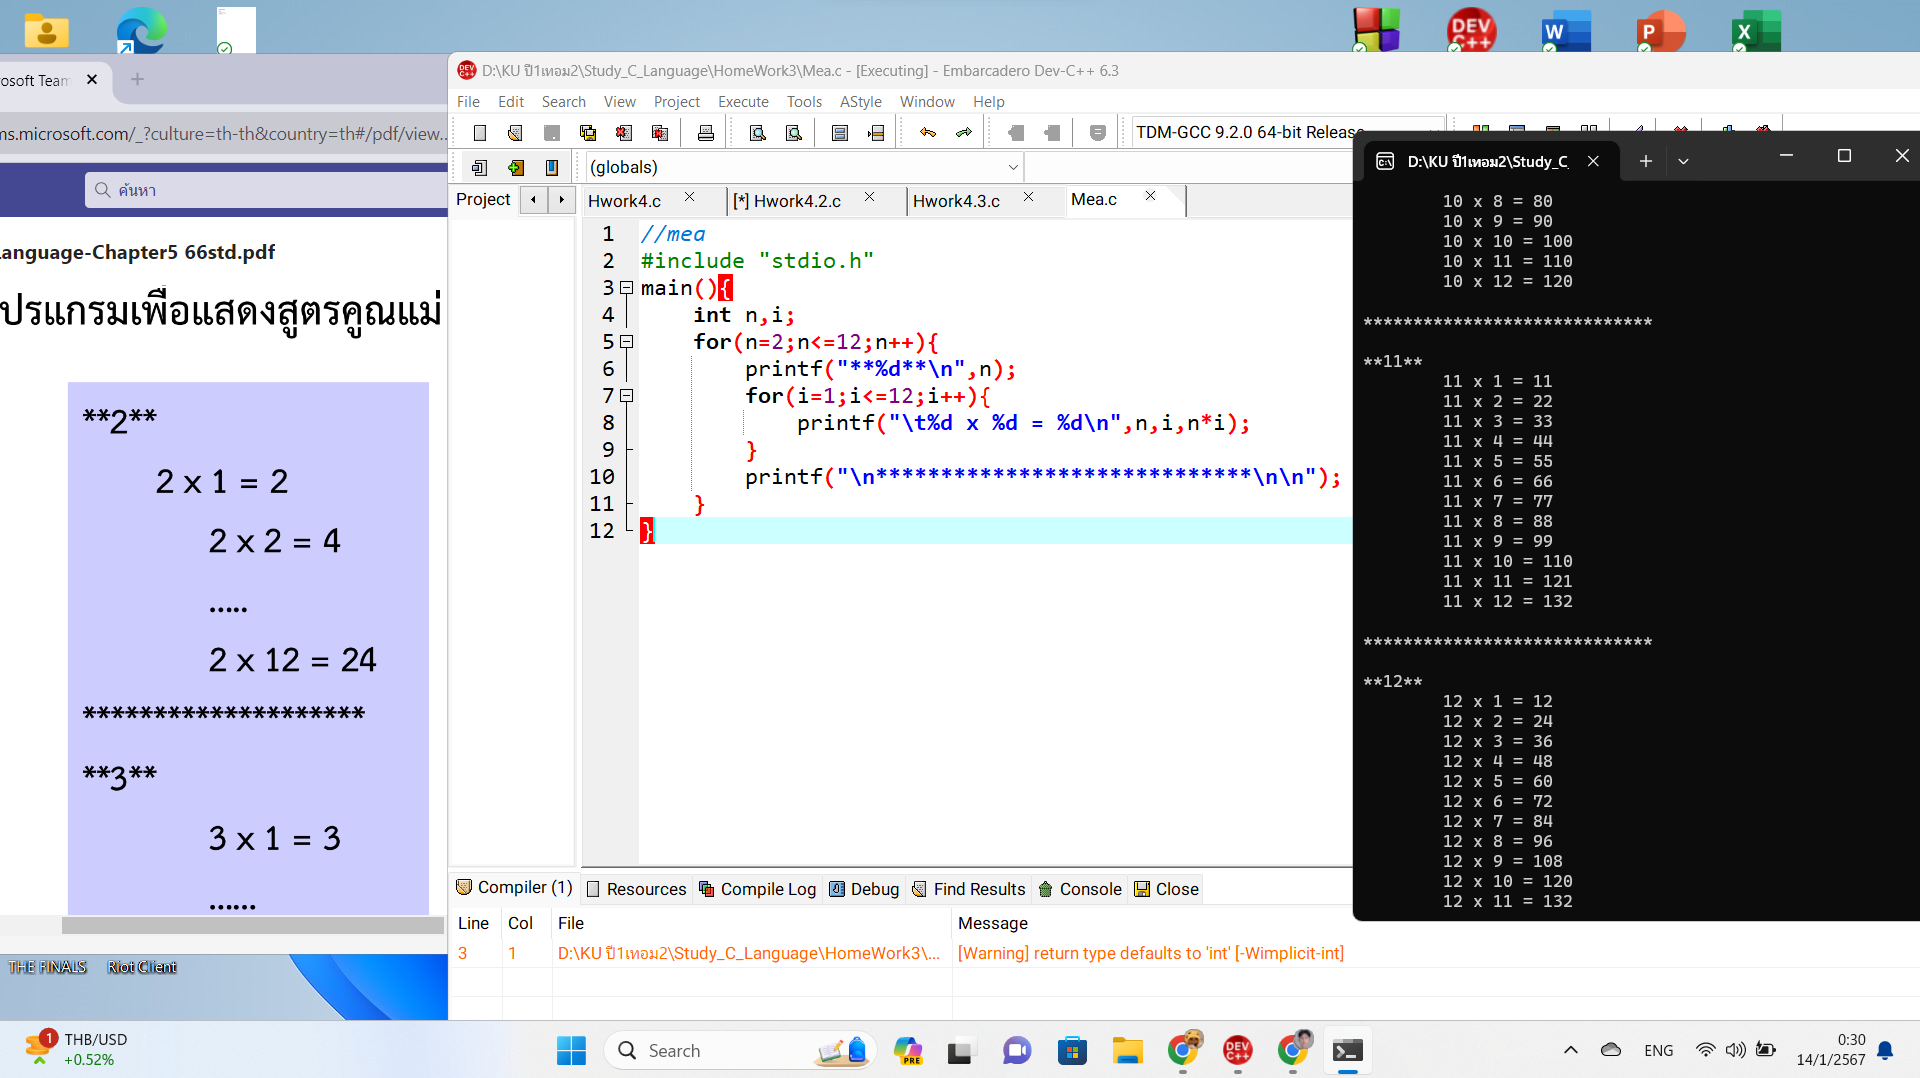 D:\KU ปี1เทอม2\Study_C_Language\HomeWork3\Mea.c - [Executing] - Embarcadero Dev-C++ 6.3
File Edit Search View Project Execute Tools AStyle Window Help
TDM-GCC 9.2.0 64-bit Release
(globals)
Project
Hwork4.c
[*] Hwork4.2.c
Hwork4.3.c
Mea.c
1 //mea
2 #include "stdio.h"
3 main(){
4 int n,i;
5 for(n=2;n<=12;n++){
6 printf("**%d**\n",n);
7 for(i=1;i<=12;i++){
8 printf("\t%d x %d = %d\n",n,i,n*i);
9 }
10 printf("\n*****************************\n\n");
11 }
12 }
Compiler (1) Resources Compile Log Debug Find Results Console Close
Line Col File Message
3 1 D:\KU ปี1เทอม2\Study_C_Language\HomeWork3\... [Warning] return type defaults to 'int' [-Wimplicit-int]
osoft Team
ms.microsoft.com/_?culture=th-th&country=th#/pdf/view...
ค้นหา
Language-Chapter5 66std.pdf
ปรแกรมเพื่อแสดงสูตรคูณแม่
**2**
2 x 1 = 2
2 x 2 = 4
.....
2 x 12 = 24
********************
**3**
3 x 1 = 3
......
D:\KU ปี1เทอม2\Study_C_
10 x 8 = 80
10 x 9 = 90
10 x 10 = 100
10 x 11 = 110
10 x 12 = 120
*****************************
**11**
11 x 1 = 11
11 x 2 = 22
11 x 3 = 33
11 x 4 = 44
11 x 5 = 55
11 x 6 = 66
11 x 7 = 77
11 x 8 = 88
11 x 9 = 99
11 x 10 = 110
11 x 11 = 121
11 x 12 = 132
*****************************
**12**
12 x 1 = 12
12 x 2 = 24
12 x 3 = 36
12 x 4 = 48
12 x 5 = 60
12 x 6 = 72
12 x 7 = 84
12 x 8 = 96
12 x 9 = 108
12 x 10 = 120
12 x 11 = 132
DEV C++
W
P
X
THE FINALS Riot Client
1
THB/USD
+0.52%
Search
PRE
DEV C++
ENG
0:30
14/1/2567